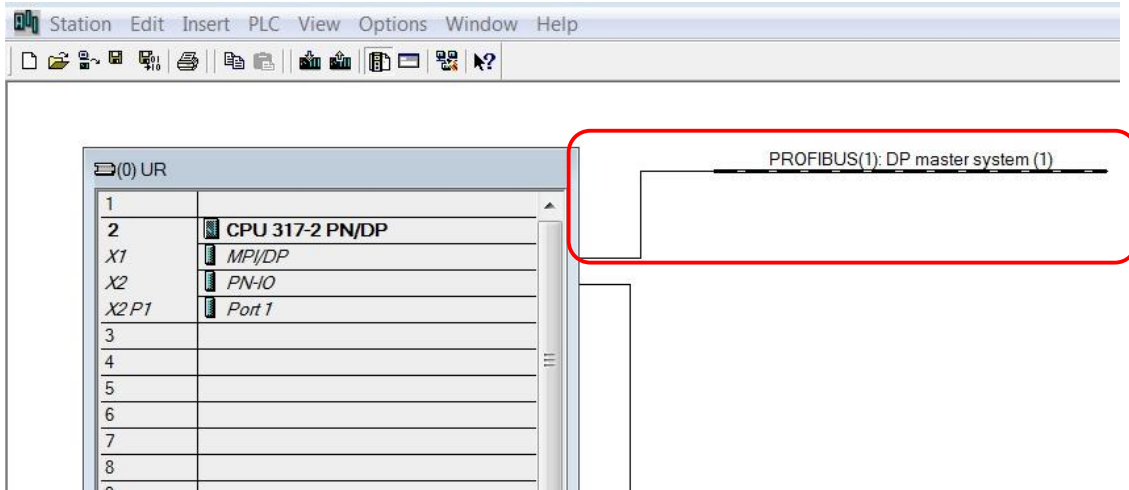 Station Edit Insert PLC View Options Window Help
(0) UR
PROFIBUS(1): DP master system (1)
1
2 CPU 317-2 PN/DP
X1 MPI/DP
X2 PN-IO
X2 P1 Port 1
3
4
5
6
7
8